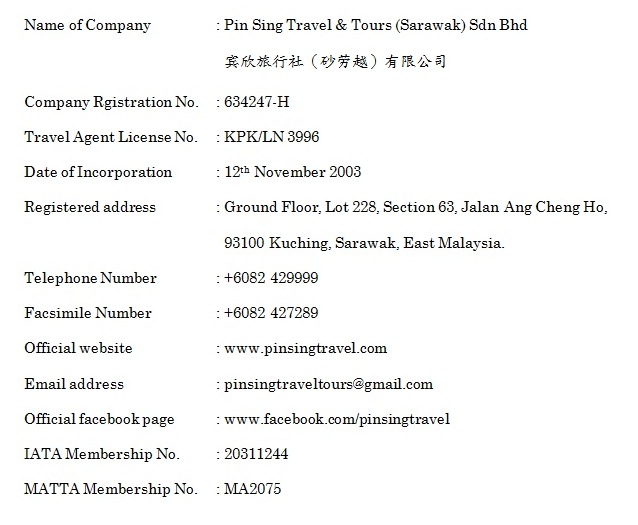 Name of Company : Pin Sing Travel & Tours (Sarawak) Sdn Bhd
宾欣旅行社（砂劳越）有限公司
Company Rgistration No. : 634247-H
Travel Agent License No. : KPK/LN 3996
Date of Incorporation : 12th November 2003
Registered address : Ground Floor, Lot 228, Section 63, Jalan Ang Cheng Ho,
93100 Kuching, Sarawak, East Malaysia.
Telephone Number : +6082 429999
Facsimile Number : +6082 427289
Official website : www.pinsingtravel.com
Email address : pinsingtraveltours@gmail.com
Official facebook page : www.facebook.com/pinsingtravel
IATA Membership No. : 20311244
MATTA Membership No. : MA2075